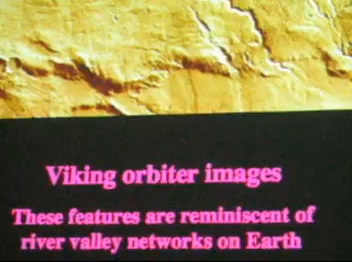 Viking orbiter images
These features are reminiscent of
river valley networks on Earth